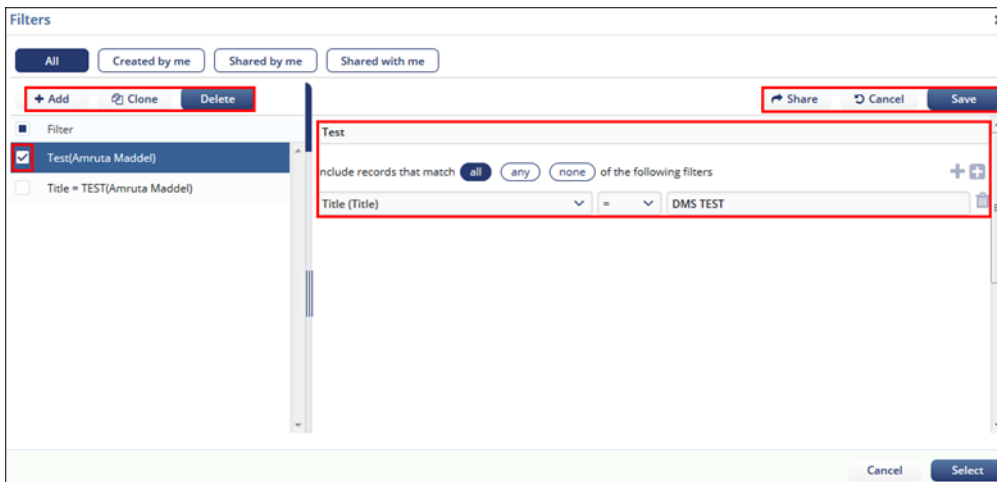 Filters
All Created by me Shared by me Shared with me
+ Add Clone Delete Share Cancel Save
Filter
Test
Test(Amruta Maddel)
nclude records that match all any none of the following filters
Title = TEST(Amruta Maddel)
Title (Title) = DMS TEST
Cancel Select